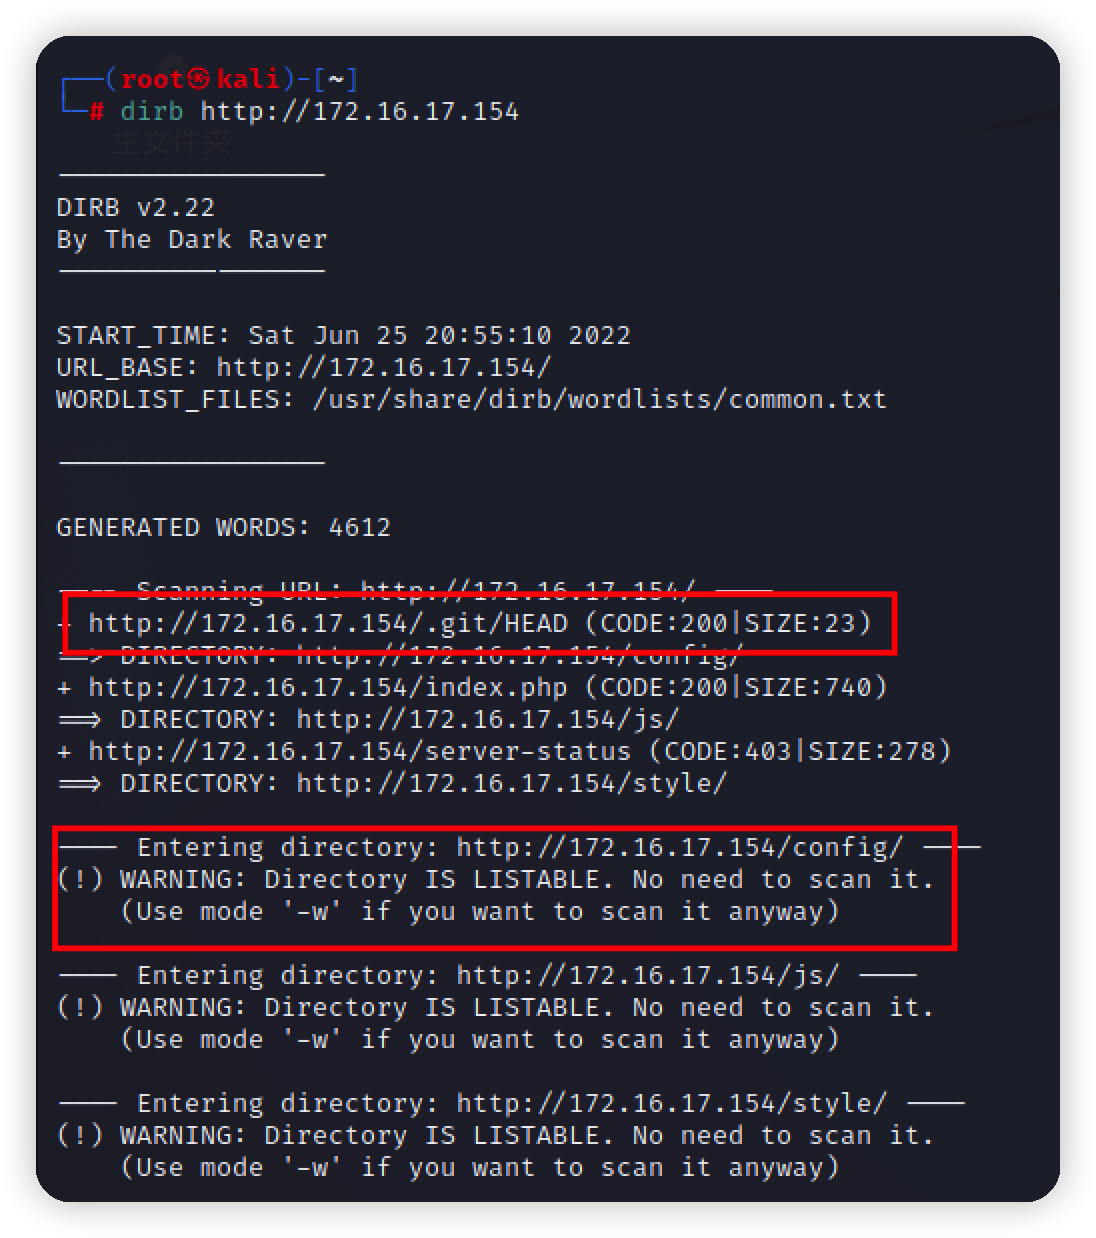 ┌──(root㉿kali)-[~]
└─# dirb http://172.16.17.154
主文件夹
-----------------
DIRB v2.22
By The Dark Raver
-----------------
START_TIME: Sat Jun 25 20:55:10 2022
URL_BASE: http://172.16.17.154/
WORDLIST_FILES: /usr/share/dirb/wordlists/common.txt
-----------------
GENERATED WORDS: 4612
---- Scanning URL: http://172.16.17.154/ ----
+ http://172.16.17.154/.git/HEAD (CODE:200|SIZE:23)
==> DIRECTORY: http://172.16.17.154/config/
+ http://172.16.17.154/index.php (CODE:200|SIZE:740)
==> DIRECTORY: http://172.16.17.154/js/
+ http://172.16.17.154/server-status (CODE:403|SIZE:278)
==> DIRECTORY: http://172.16.17.154/style/
---- Entering directory: http://172.16.17.154/config/ ----
(!) WARNING: Directory IS LISTABLE. No need to scan it.
(Use mode '-w' if you want to scan it anyway)
---- Entering directory: http://172.16.17.154/js/ ----
(!) WARNING: Directory IS LISTABLE. No need to scan it.
(Use mode '-w' if you want to scan it anyway)
---- Entering directory: http://172.16.17.154/style/ ----
(!) WARNING: Directory IS LISTABLE. No need to scan it.
(Use mode '-w' if you want to scan it anyway)